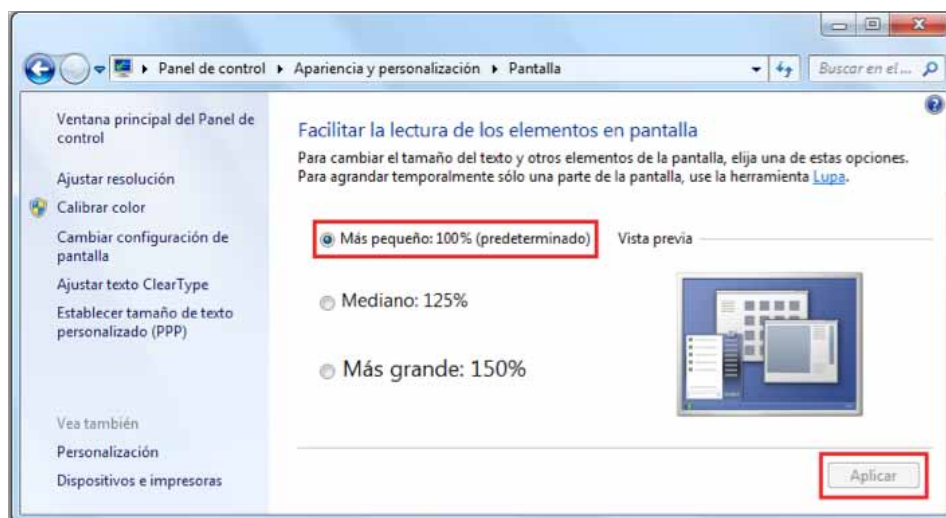 Panel de control ▸ Apariencia y personalización ▸ Pantalla
Buscar en el ...
Ventana principal del Panel de
control
Ajustar resolución
Calibrar color
Cambiar configuración de
pantalla
Ajustar texto ClearType
Establecer tamaño de texto
personalizado (PPP)
Vea también
Personalización
Dispositivos e impresoras
Facilitar la lectura de los elementos en pantalla
Para cambiar el tamaño del texto y otros elementos de la pantalla, elija una de estas opciones.
Para agrandar temporalmente sólo una parte de la pantalla, use la herramienta Lupa.
Más pequeño: 100% (predeterminado)
Vista previa
Mediano: 125%
Más grande: 150%
Aplicar